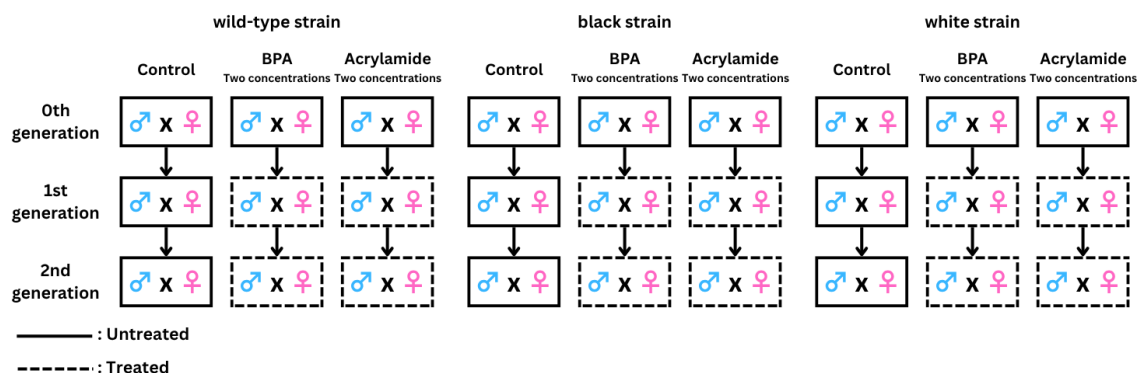 wild-type strain black strain white strain
Control BPA Acrylamide Control BPA Acrylamide Control BPA Acrylamide
Two concentrations Two concentrations Two concentrations Two concentrations Two concentrations Two concentrations
0th
generation
♂ x ♀ ♂ x ♀ ♂ x ♀ ♂ x ♀ ♂ x ♀ ♂ x ♀ ♂ x ♀ ♂ x ♀ ♂ x ♀
1st
generation
♂ x ♀ ♂ x ♀ ♂ x ♀ ♂ x ♀ ♂ x ♀ ♂ x ♀ ♂ x ♀ ♂ x ♀ ♂ x ♀
2nd
generation
♂ x ♀ ♂ x ♀ ♂ x ♀ ♂ x ♀ ♂ x ♀ ♂ x ♀ ♂ x ♀ ♂ x ♀ ♂ x ♀
: Untreated
: Treated